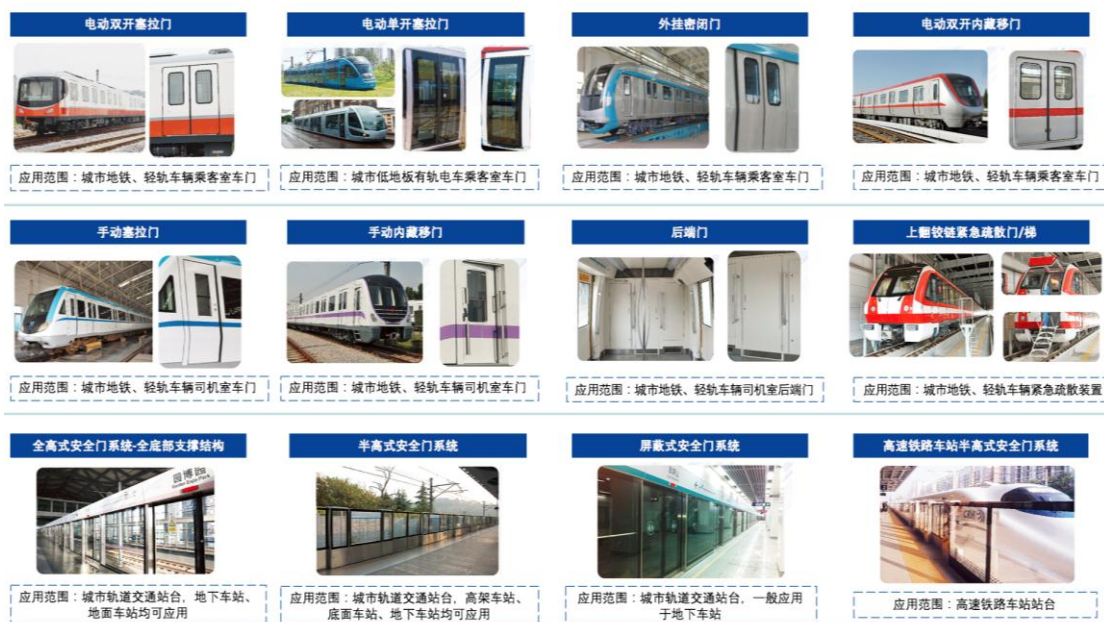 电动双开塞拉门
电动单开塞拉门
外挂密闭门
电动双开内藏移门
应用范围：城市地铁、轻轨车辆乘客室车门
应用范围：城市低地板有轨电车乘客室车门
应用范围：城市地铁、轻轨车辆乘客室车门
应用范围：城市地铁、轻轨车辆乘客室车门
手动塞拉门
手动内藏移门
后端门
上翻铰链紧急疏散门/梯
应用范围：城市地铁、轻轨车辆司机室车门
应用范围：城市地铁、轻轨车辆司机室车门
应用范围：城市地铁、轻轨车辆司机室后端门
应用范围：城市地铁、轻轨车辆紧急疏散装置
全高式安全门系统-全底部支撑结构
半高式安全门系统
屏蔽式安全门系统
高速铁路车站半高式安全门系统
园博园
应用范围：城市轨道交通站台，地下车站、
地面车站均可应用
应用范围：城市轨道交通站台，高架车站、
底面车站、地下车站均可应用
应用范围：城市轨道交通站台，一般应用
于地下车站
应用范围：高速铁路车站站台